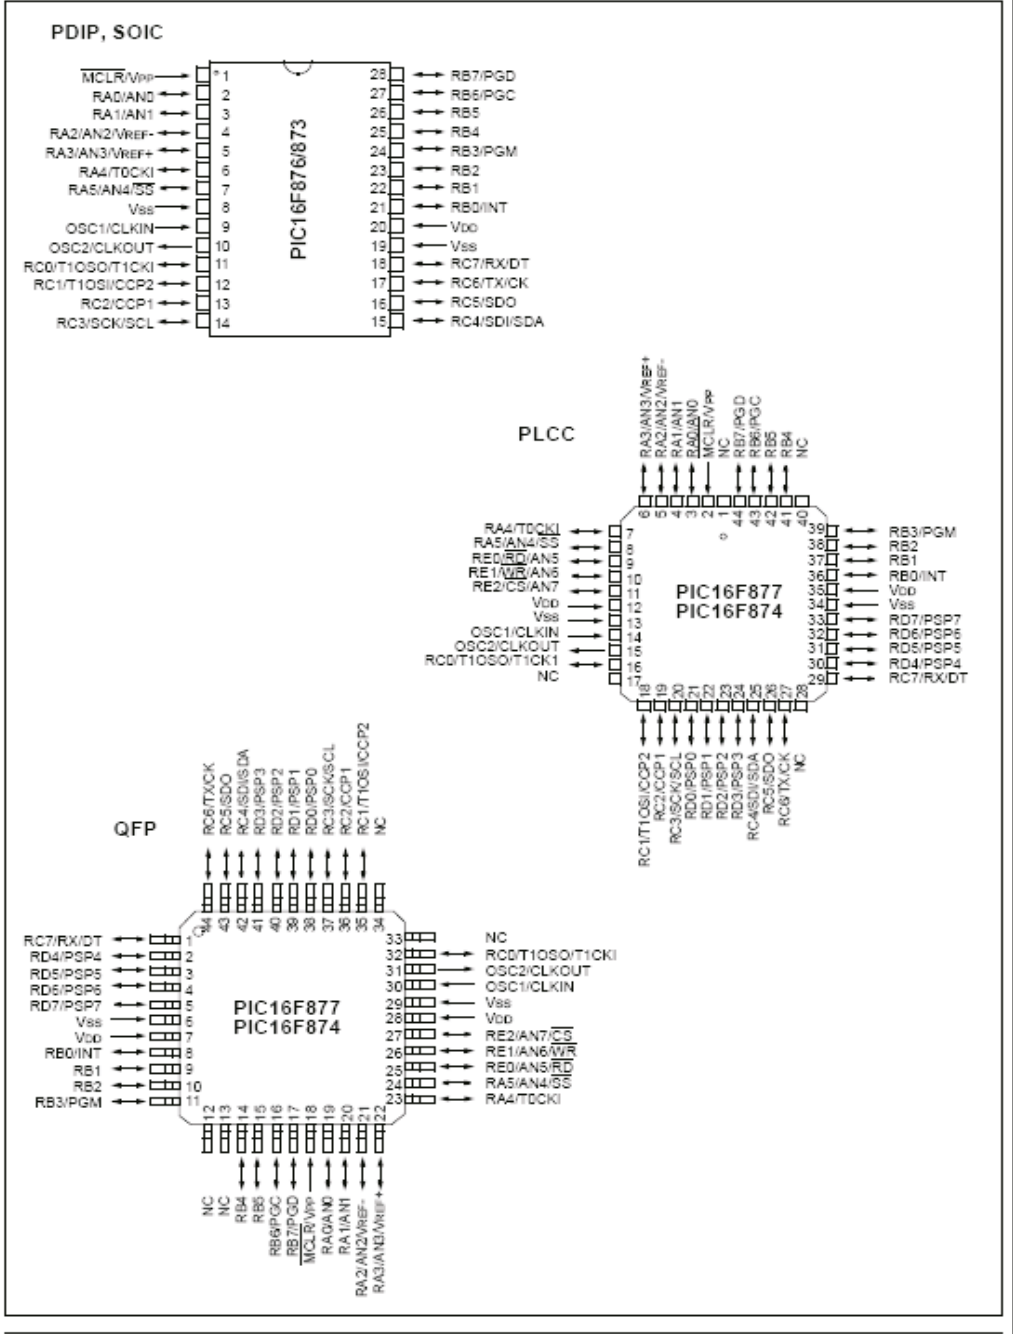 PDIP, SOIC
MCLR/VPP
RA0/AN0
RA1/AN1
RA2/AN2/VREF-
RA3/AN3/VREF+
RA4/T0CKI
RA5/AN4/SS
VSS
OSC1/CLKIN
OSC2/CLKOUT
RC0/T1OSO/T1CKI
RC1/T1OSI/CCP2
RC2/CCP1
RC3/SCK/SCL
1
2
3
4
5
6
7
8
9
10
11
12
13
14
PIC16F876/873
28
27
26
25
24
23
22
21
20
19
18
17
16
15
RB7/PGD
RB6/PGC
RB5
RB4
RB3/PGM
RB2
RB1
RB0/INT
VDD
VSS
RC7/RX/DT
RC6/TX/CK
RC5/SDO
RC4/SDI/SDA
PLCC
RA3/AN3/VREF+
RA2/AN2/VREF-
RA1/AN1
RA0/AN0
MCLR/VPP
NC
RB7/PGD
RB6/PGC
RB5
RB4
NC
6
5
4
3
2
1
44
43
42
41
40
RA4/T0CKI
RA5/AN4/SS
RE0/RD/AN5
RE1/WR/AN6
RE2/CS/AN7
VDD
VSS
OSC1/CLKIN
OSC2/CLKOUT
RC0/T1OSO/T1CK1
NC
7
8
9
10
11
12
13
14
15
16
17
PIC16F877
PIC16F874
39
38
37
36
35
34
33
32
31
30
29
RB3/PGM
RB2
RB1
RB0/INT
VDD
VSS
RD7/PSP7
RD6/PSP6
RD5/PSP5
RD4/PSP4
RC7/RX/DT
18
19
20
21
22
23
24
25
26
27
28
RC1/T1OSI/CCP2
RC2/CCP1
RC3/SCK/SCL
RD0/PSP0
RD1/PSP1
RD2/PSP2
RD3/PSP3
RC4/SDI/SDA
RC5/SDO
RC6/TX/CK
NC
QFP
RC6/TX/CK
RC5/SDO
RC4/SDI/SDA
RD3/PSP3
RD2/PSP2
RD1/PSP1
RD0/PSP0
RC3/SCK/SCL
RC2/CCP1
RC1/T1OSI/CCP2
NC
44
43
42
41
40
39
38
37
36
35
34
RC7/RX/DT
RD4/PSP4
RD5/PSP5
RD6/PSP6
RD7/PSP7
VSS
VDD
RB0/INT
RB1
RB2
RB3/PGM
1
2
3
4
5
6
7
8
9
10
11
PIC16F877
PIC16F874
33
32
31
30
29
28
27
26
25
24
23
NC
RC0/T1OSO/T1CKI
OSC2/CLKOUT
OSC1/CLKIN
VSS
VDD
RE2/AN7/CS
RE1/AN6/WR
RE0/AN5/RD
RA5/AN4/SS
RA4/T0CKI
12
13
14
15
16
17
18
19
20
21
22
NC
NC
RB4
RB5
RB6/PGC
RB7/PGD
MCLR/VPP
RA0/AN0
RA1/AN1
RA2/AN2/VREF-
RA3/AN3/VREF+